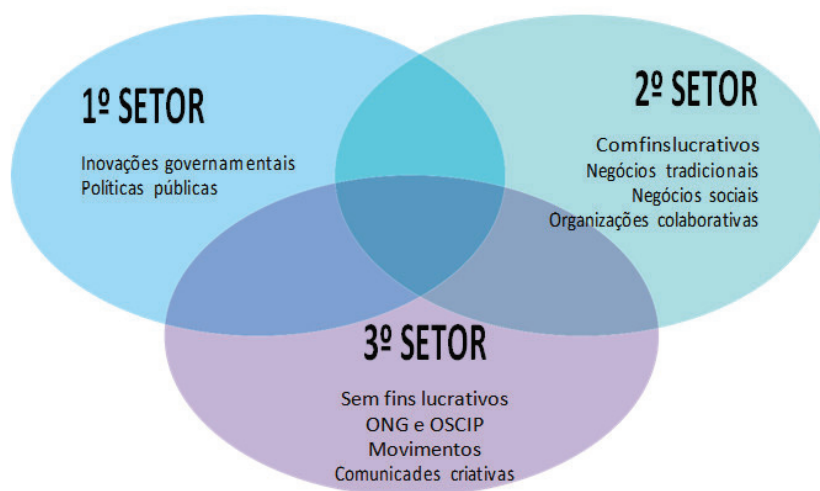 1º SETOR
Inovações governamentais
Políticas públicas
2º SETOR
Comfinslucrativos
Negócios tradicionais
Negócios sociais
Organizações colaborativas
3º SETOR
Sem fins lucrativos
ONG e OSCIP
Movimentos
Comunicades criativas